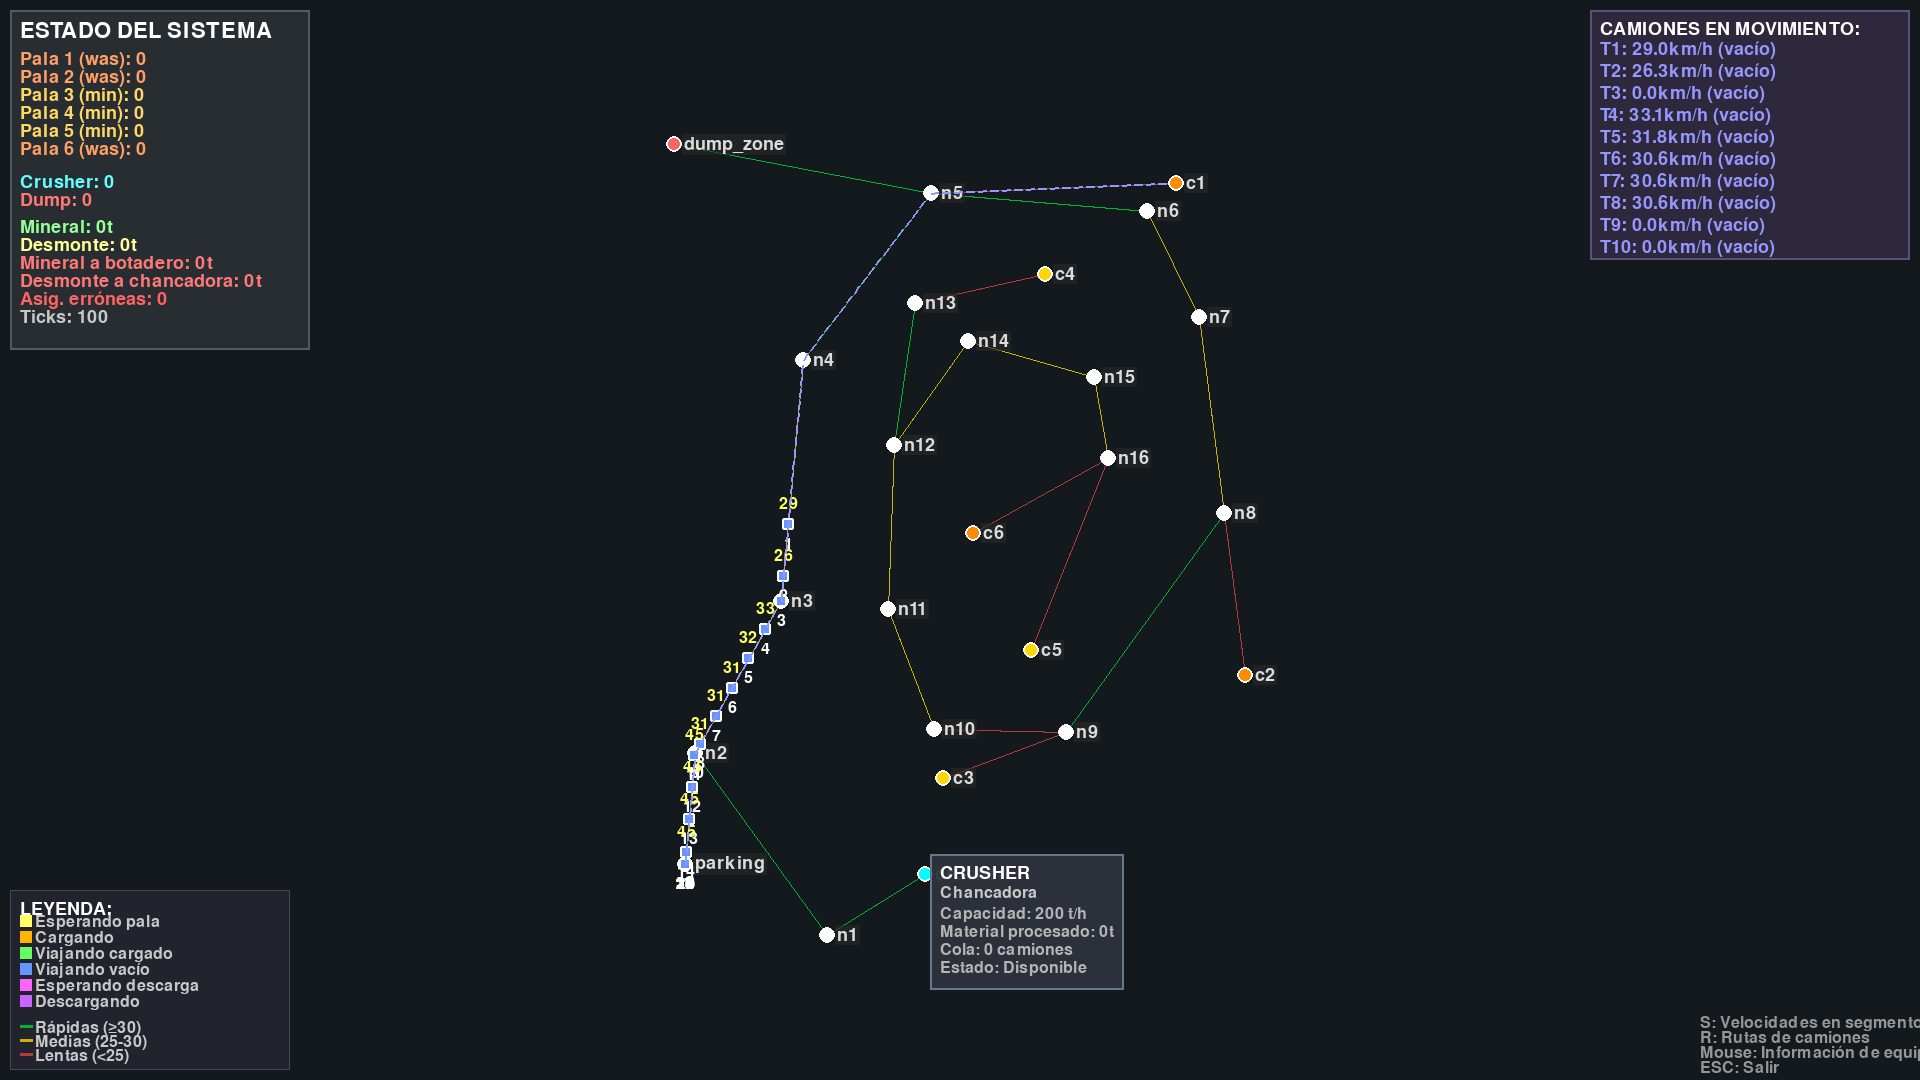 ESTADO DEL SISTEMA
Pala 1 (was): 0
Pala 2 (was): 0
Pala 3 (min): 0
Pala 4 (min): 0
Pala 5 (min): 0
Pala 6 (was): 0
Crusher: 0
Dump: 0
Mineral: 0t
Desmonte: 0t
Mineral a botadero: 0t
Desmonte a chancadora: 0t
Asig. erróneas: 0
Ticks: 100
CAMIONES EN MOVIMIENTO:
T1: 29.0km/h (vacío)
T2: 26.3km/h (vacío)
T3: 0.0km/h (vacío)
T4: 33.1km/h (vacío)
T5: 31.8km/h (vacío)
T6: 30.6km/h (vacío)
T7: 30.6km/h (vacío)
T8: 30.6km/h (vacío)
T9: 0.0km/h (vacío)
T10: 0.0km/h (vacío)
dump_zone
n5
c1
n6
c4
n13
n7
n14
n4
n15
n12
n16
29
n8
c6
1
26
n3
33
n11
3
32
4
c5
31
5
c2
31
6
31
7
n10
n9
45
n2
c3
45
12
45
13
parking
n1
CRUSHER
Chancadora
Capacidad: 200 t/h
Material procesado: 0t
Cola: 0 camiones
Estado: Disponible
LEYENDA:
Esperando pala
Cargando
Viajando cargado
Viajando vacío
Esperando descarga
Descargando
Rápidas (≥30)
Medias (25-30)
Lentas (<25)
S: Velocidades en segmento
R: Rutas de camiones
Mouse: Información de equip
ESC: Salir